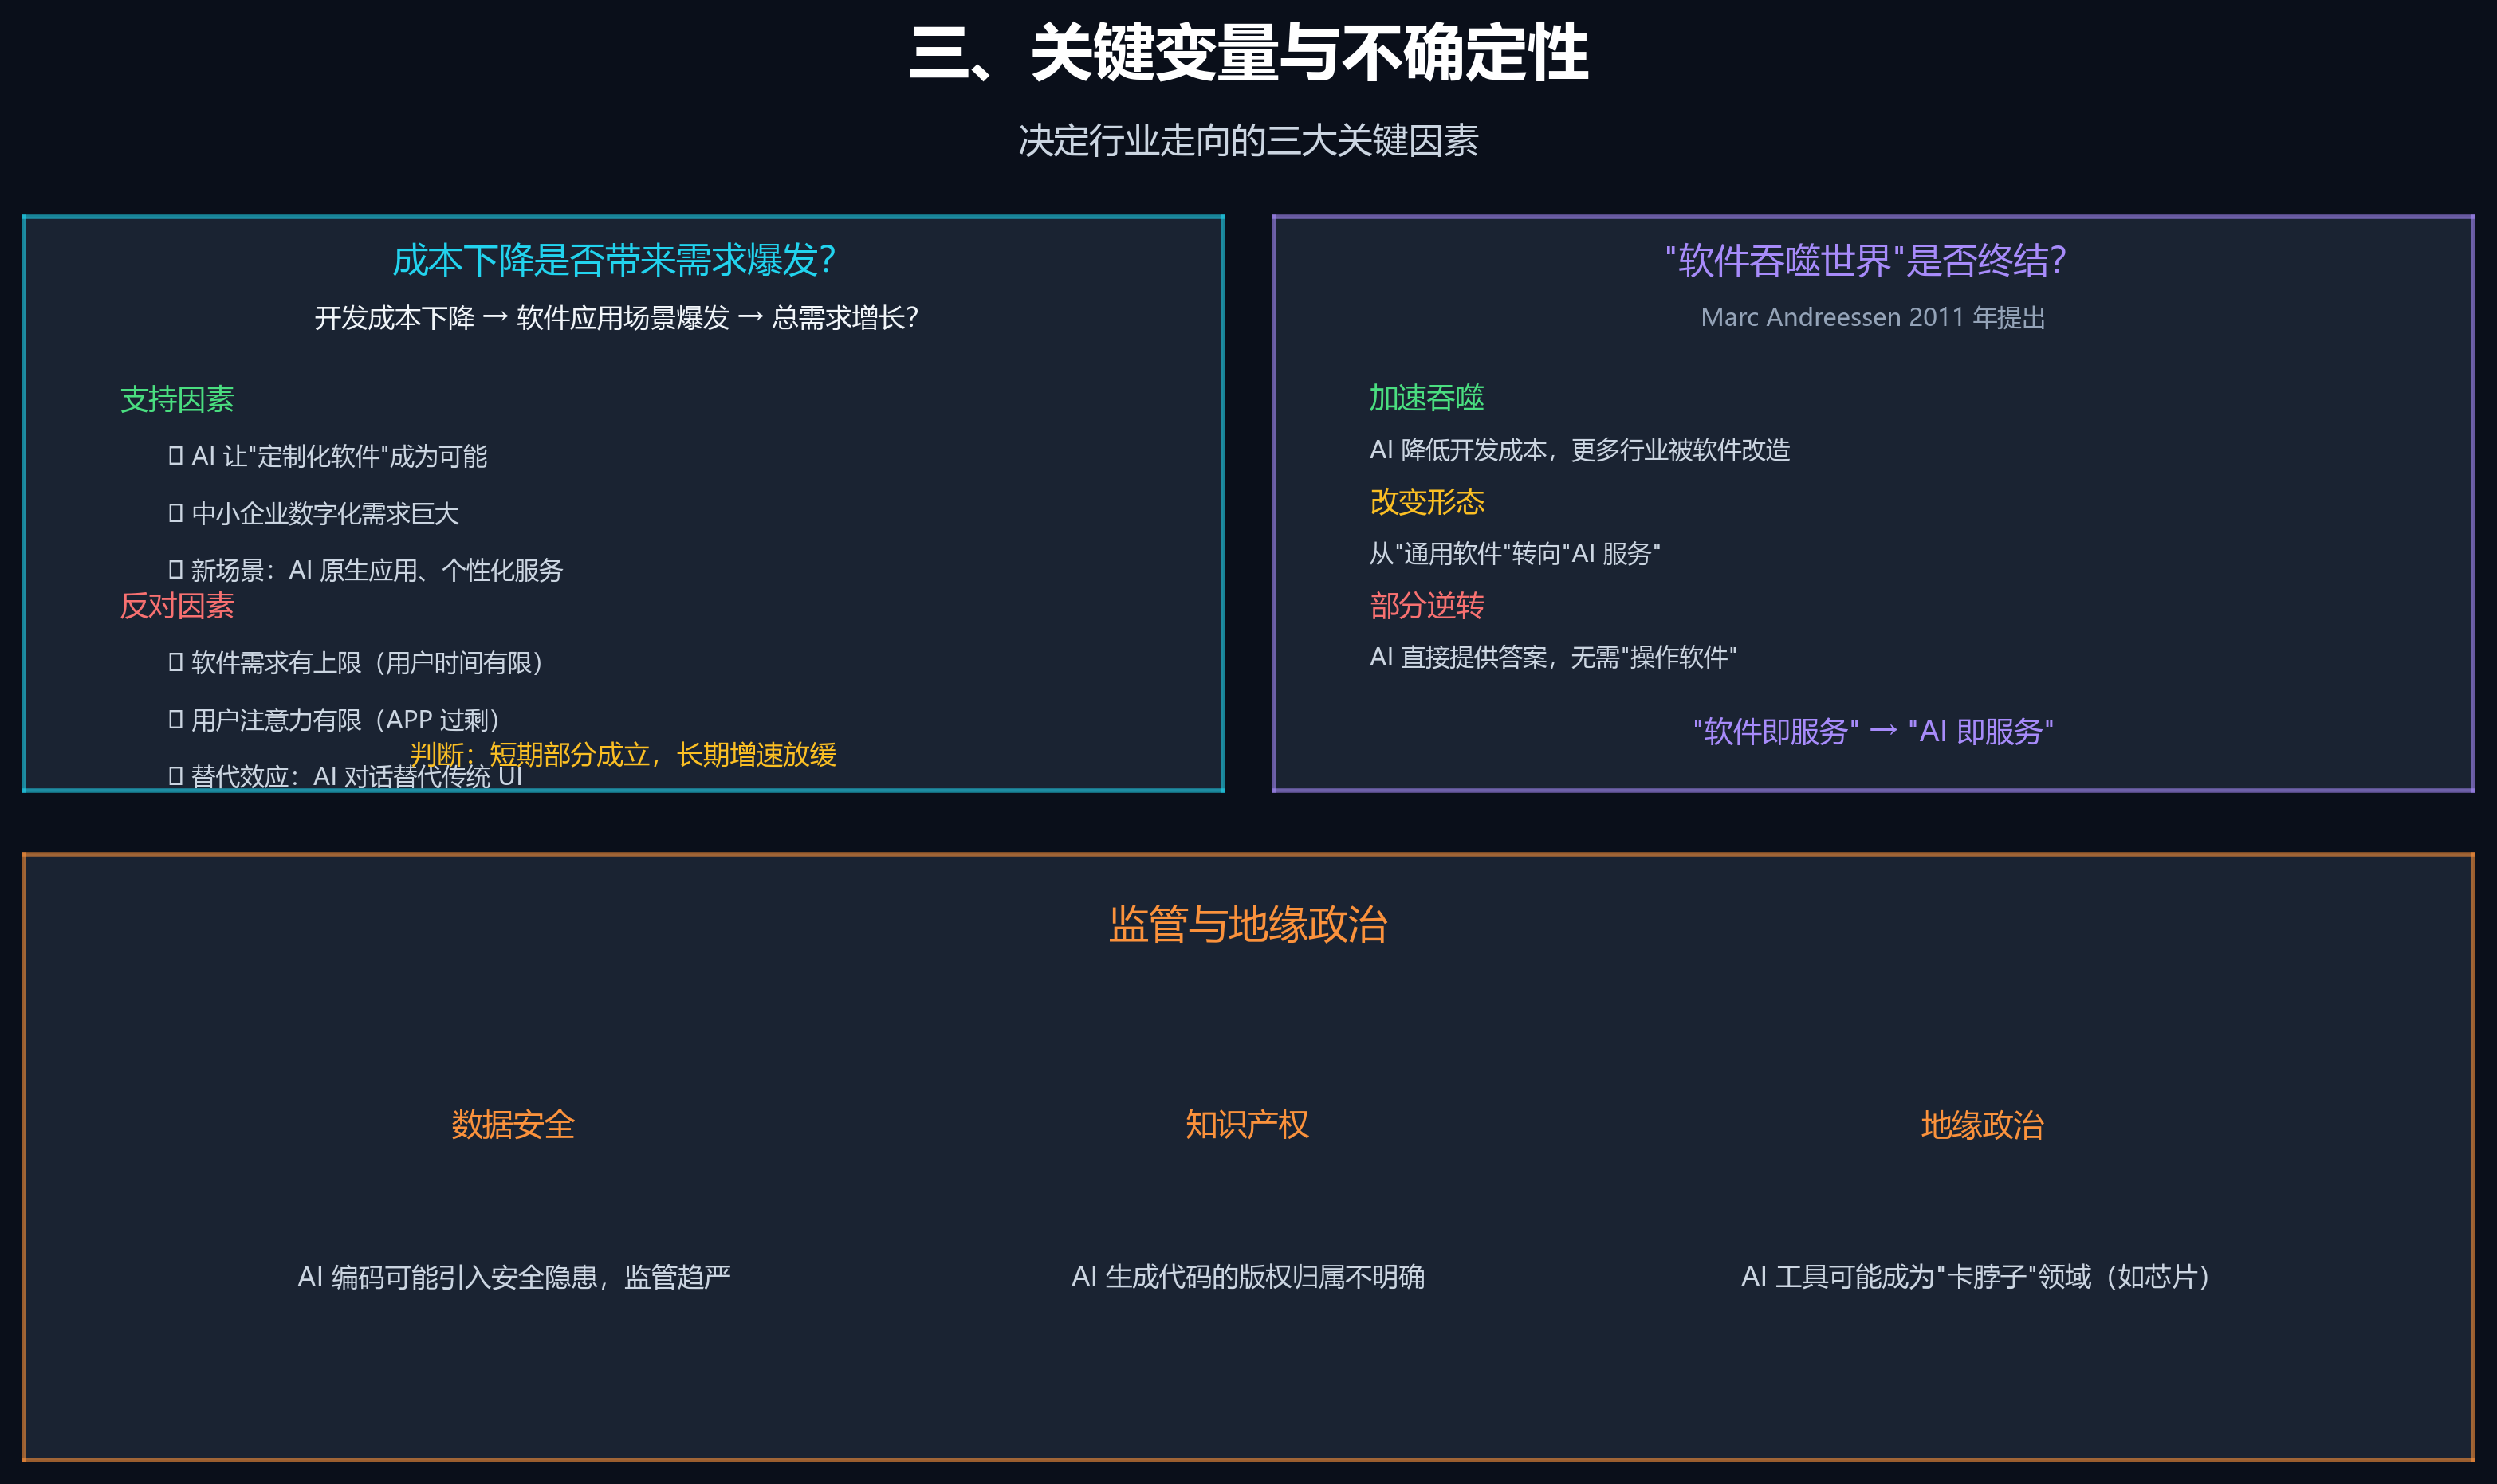 三、关键变量与不确定性
决定行业走向的三大关键因素
成本下降是否带来需求爆发?
开发成本下降 → 软件应用场景爆发 → 总需求增长?
支持因素
▯ AI 让"定制化软件"成为可能
▯ 中小企业数字化需求巨大
▯ 新场景：AI 原生应用、个性化服务
反对因素
▯ 软件需求有上限（用户时间有限）
▯ 用户注意力有限（APP 过剩）
判断：短期部分成立，长期增速放缓
▯ 替代效应：AI 对话替代传统 UI
"软件吞噬世界"是否终结?
Marc Andreessen 2011 年提出
加速吞噬
AI 降低开发成本，更多行业被软件改造
改变形态
从"通用软件"转向"AI 服务"
部分逆转
AI 直接提供答案，无需"操作软件"
"软件即服务" → "AI 即服务"
监管与地缘政治
数据安全
AI 编码可能引入安全隐患，监管趋严
知识产权
AI 生成代码的版权归属不明确
地缘政治
AI 工具可能成为"卡脖子"领域（如芯片）